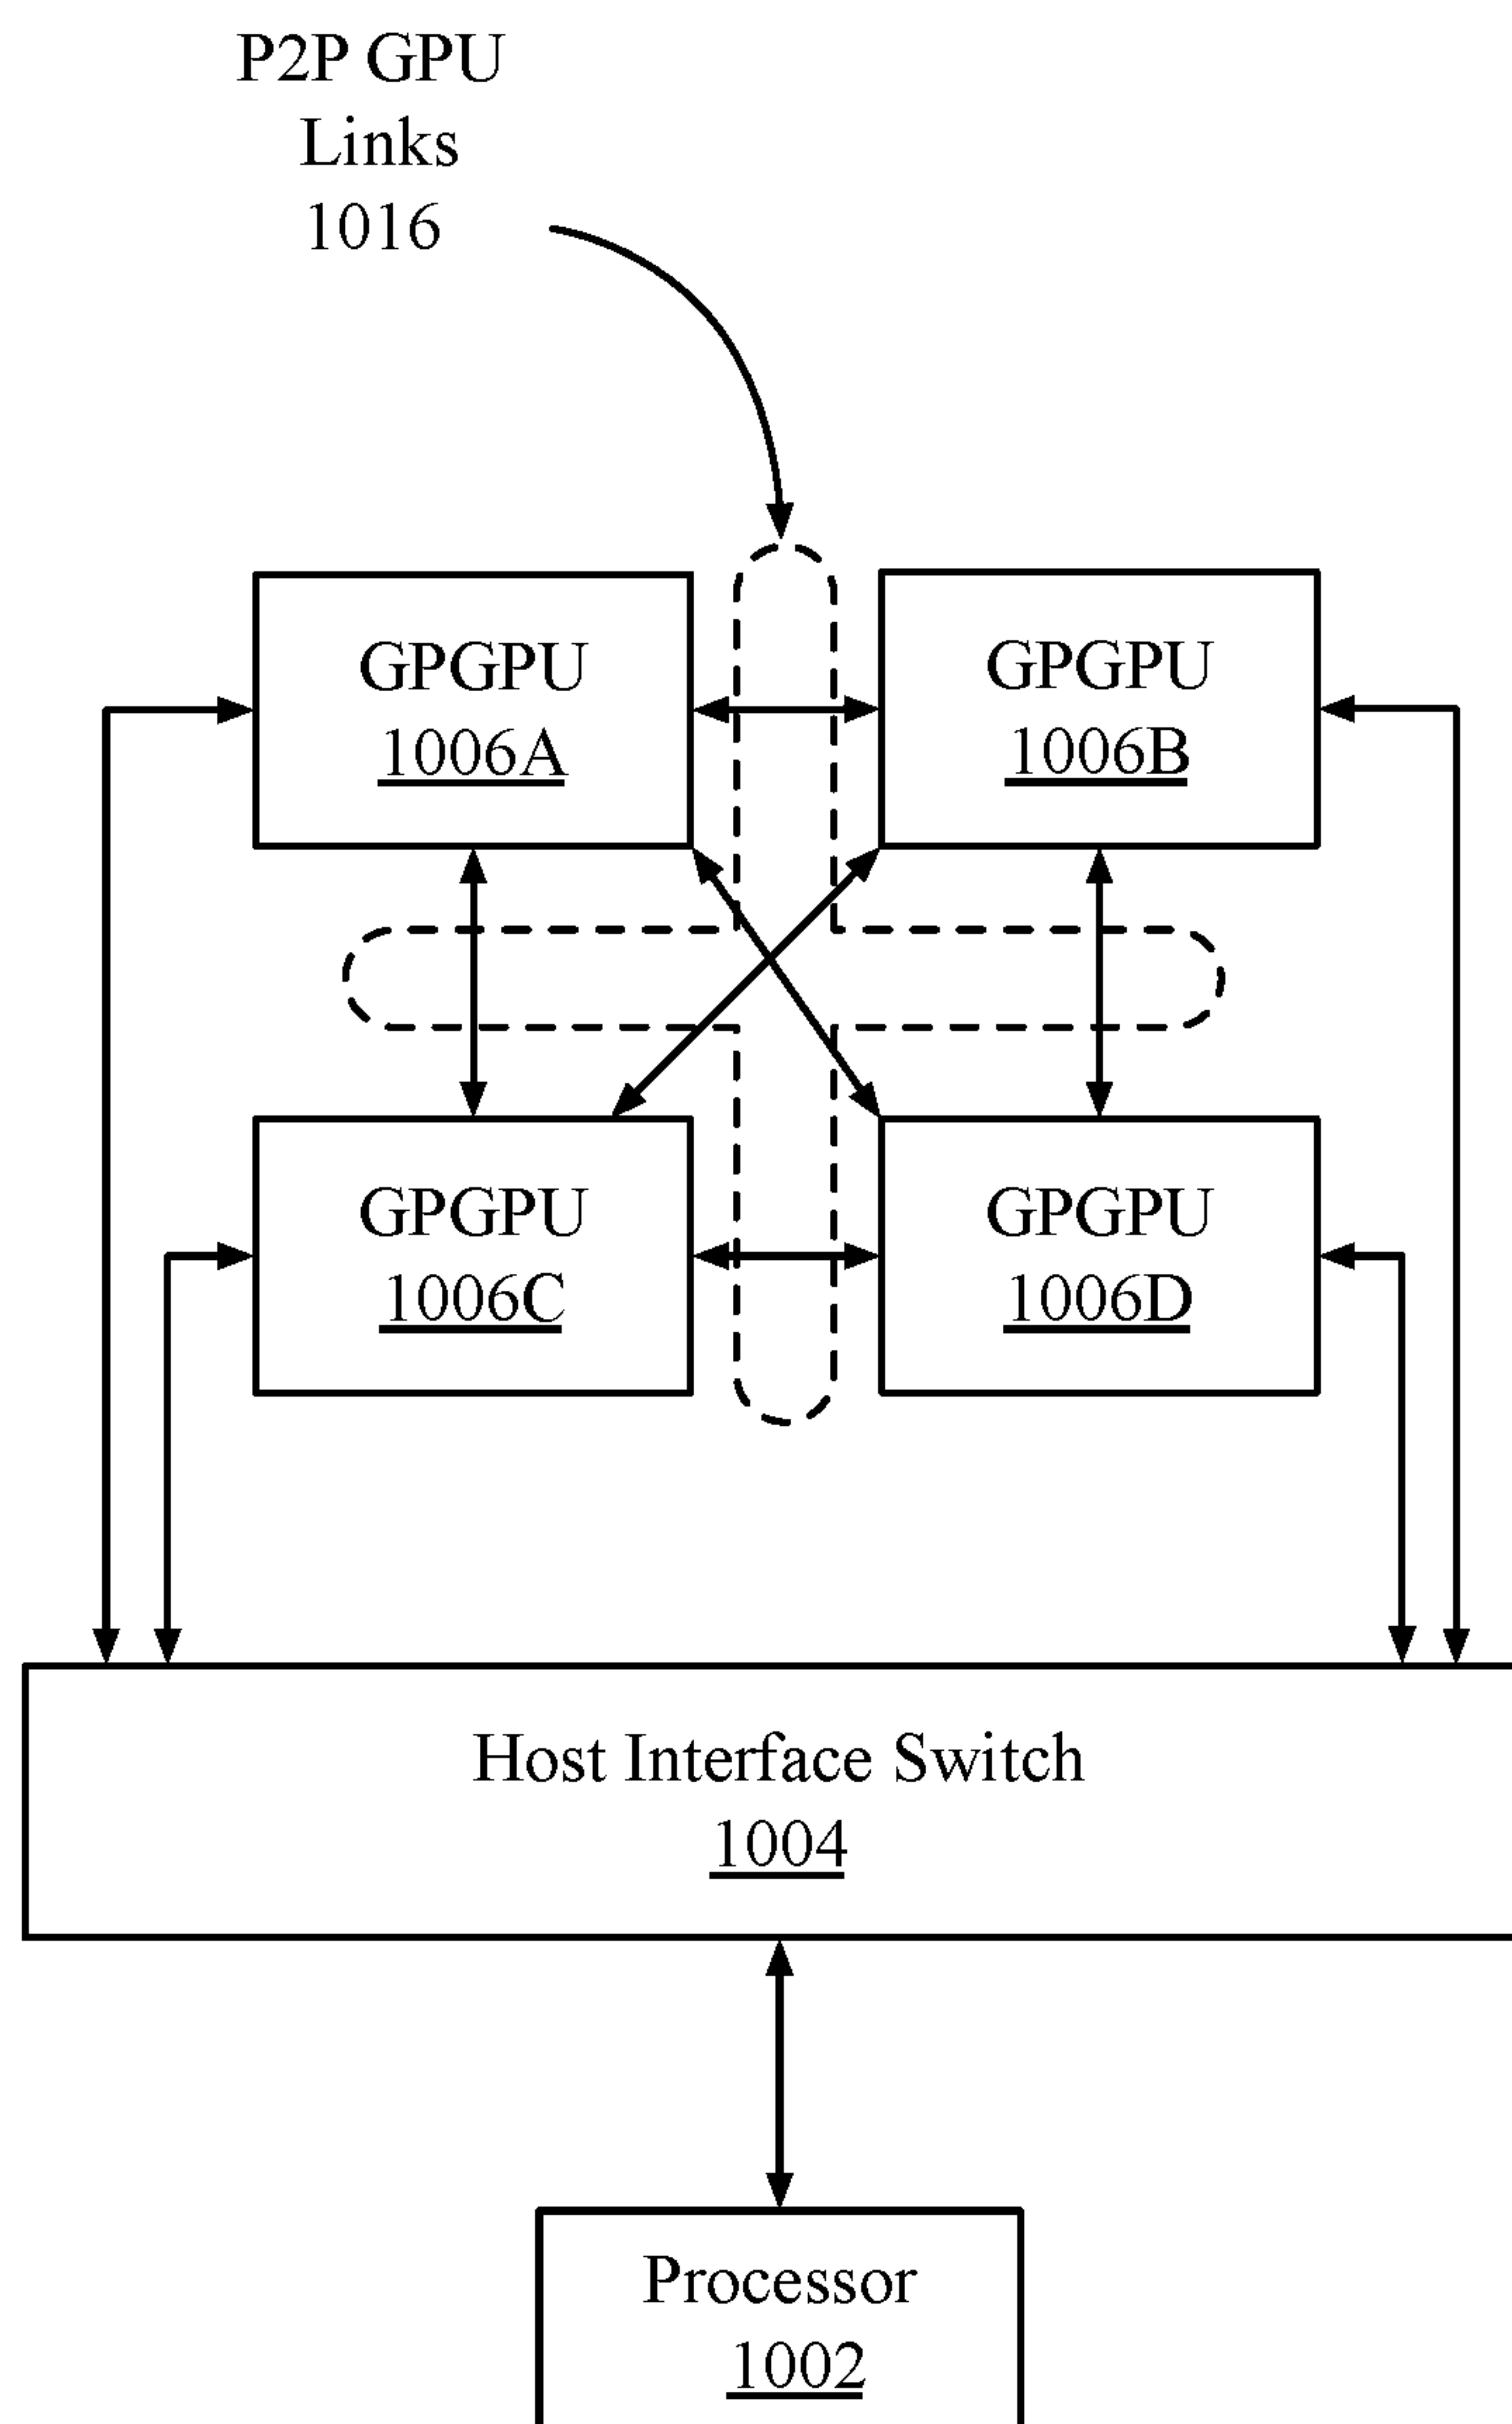 P2P GPU
Links
1016
GPGPU
1006A
GPGPU
1006B
GPGPU
1006C
GPGPU
1006D
Host Interface Switch
1004
Processor
1002